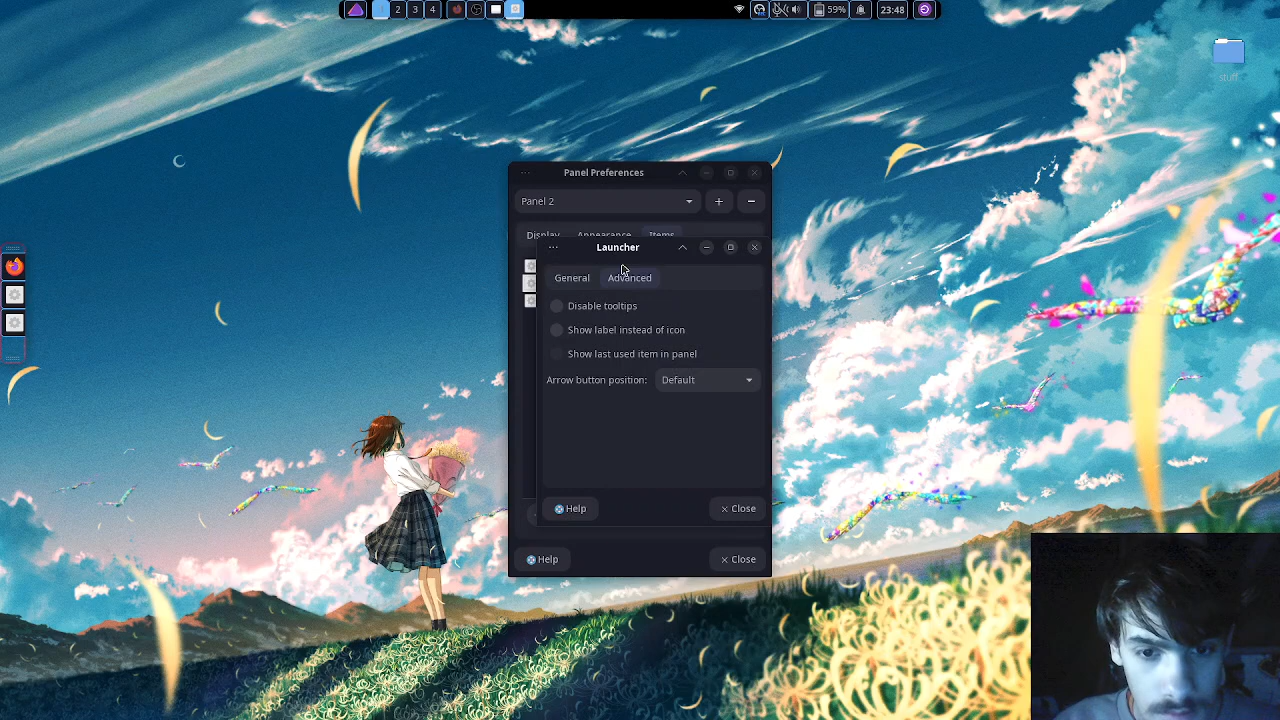 1 2 3 4
59%
23:48
stuff
Panel Preferences
Panel 2
Display Appearance Items
Launcher
General Advanced
Disable tooltips
Show label instead of icon
Show last used item in panel
Arrow button position: Default
Help Close
Help Close